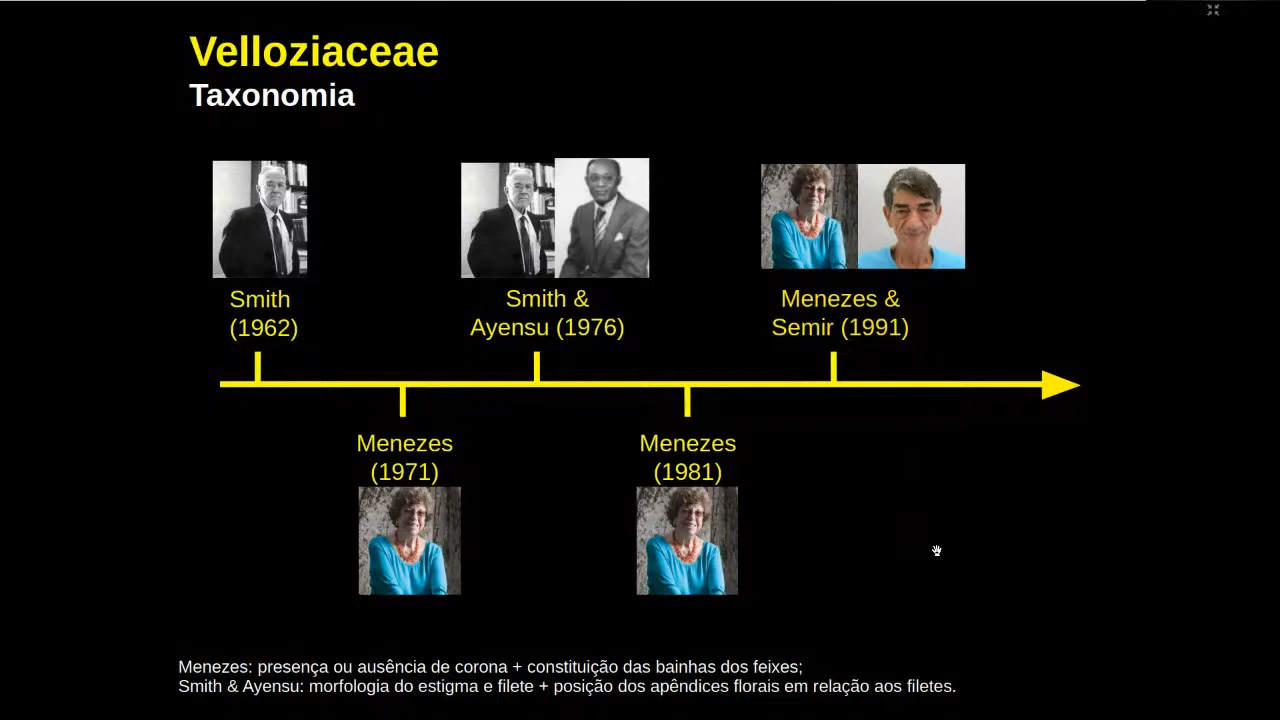 Velloziaceae
Taxonomia
Smith
(1962)
Smith &
Ayensu (1976)
Menezes &
Semir (1991)
Menezes
(1971)
Menezes
(1981)
Menezes: presença ou ausência de corona + constituição das bainhas dos feixes;
Smith & Ayensu: morfologia do estigma e filete + posição dos apêndices florais em relação aos filetes.